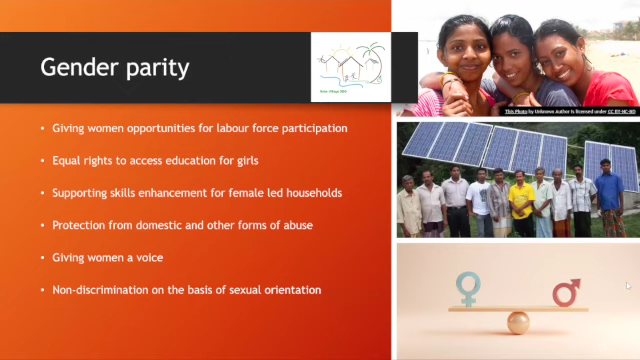 Gender parity
• Giving women opportunities for labour force participation
• Equal rights to access education for girls
• Supporting skills enhancement for female led households
• Protection from domestic and other forms of abuse
• Giving women a voice
• Non-discrimination on the basis of sexual orientation
This Photo by Unknown Author is licensed under CC BY-NC-ND